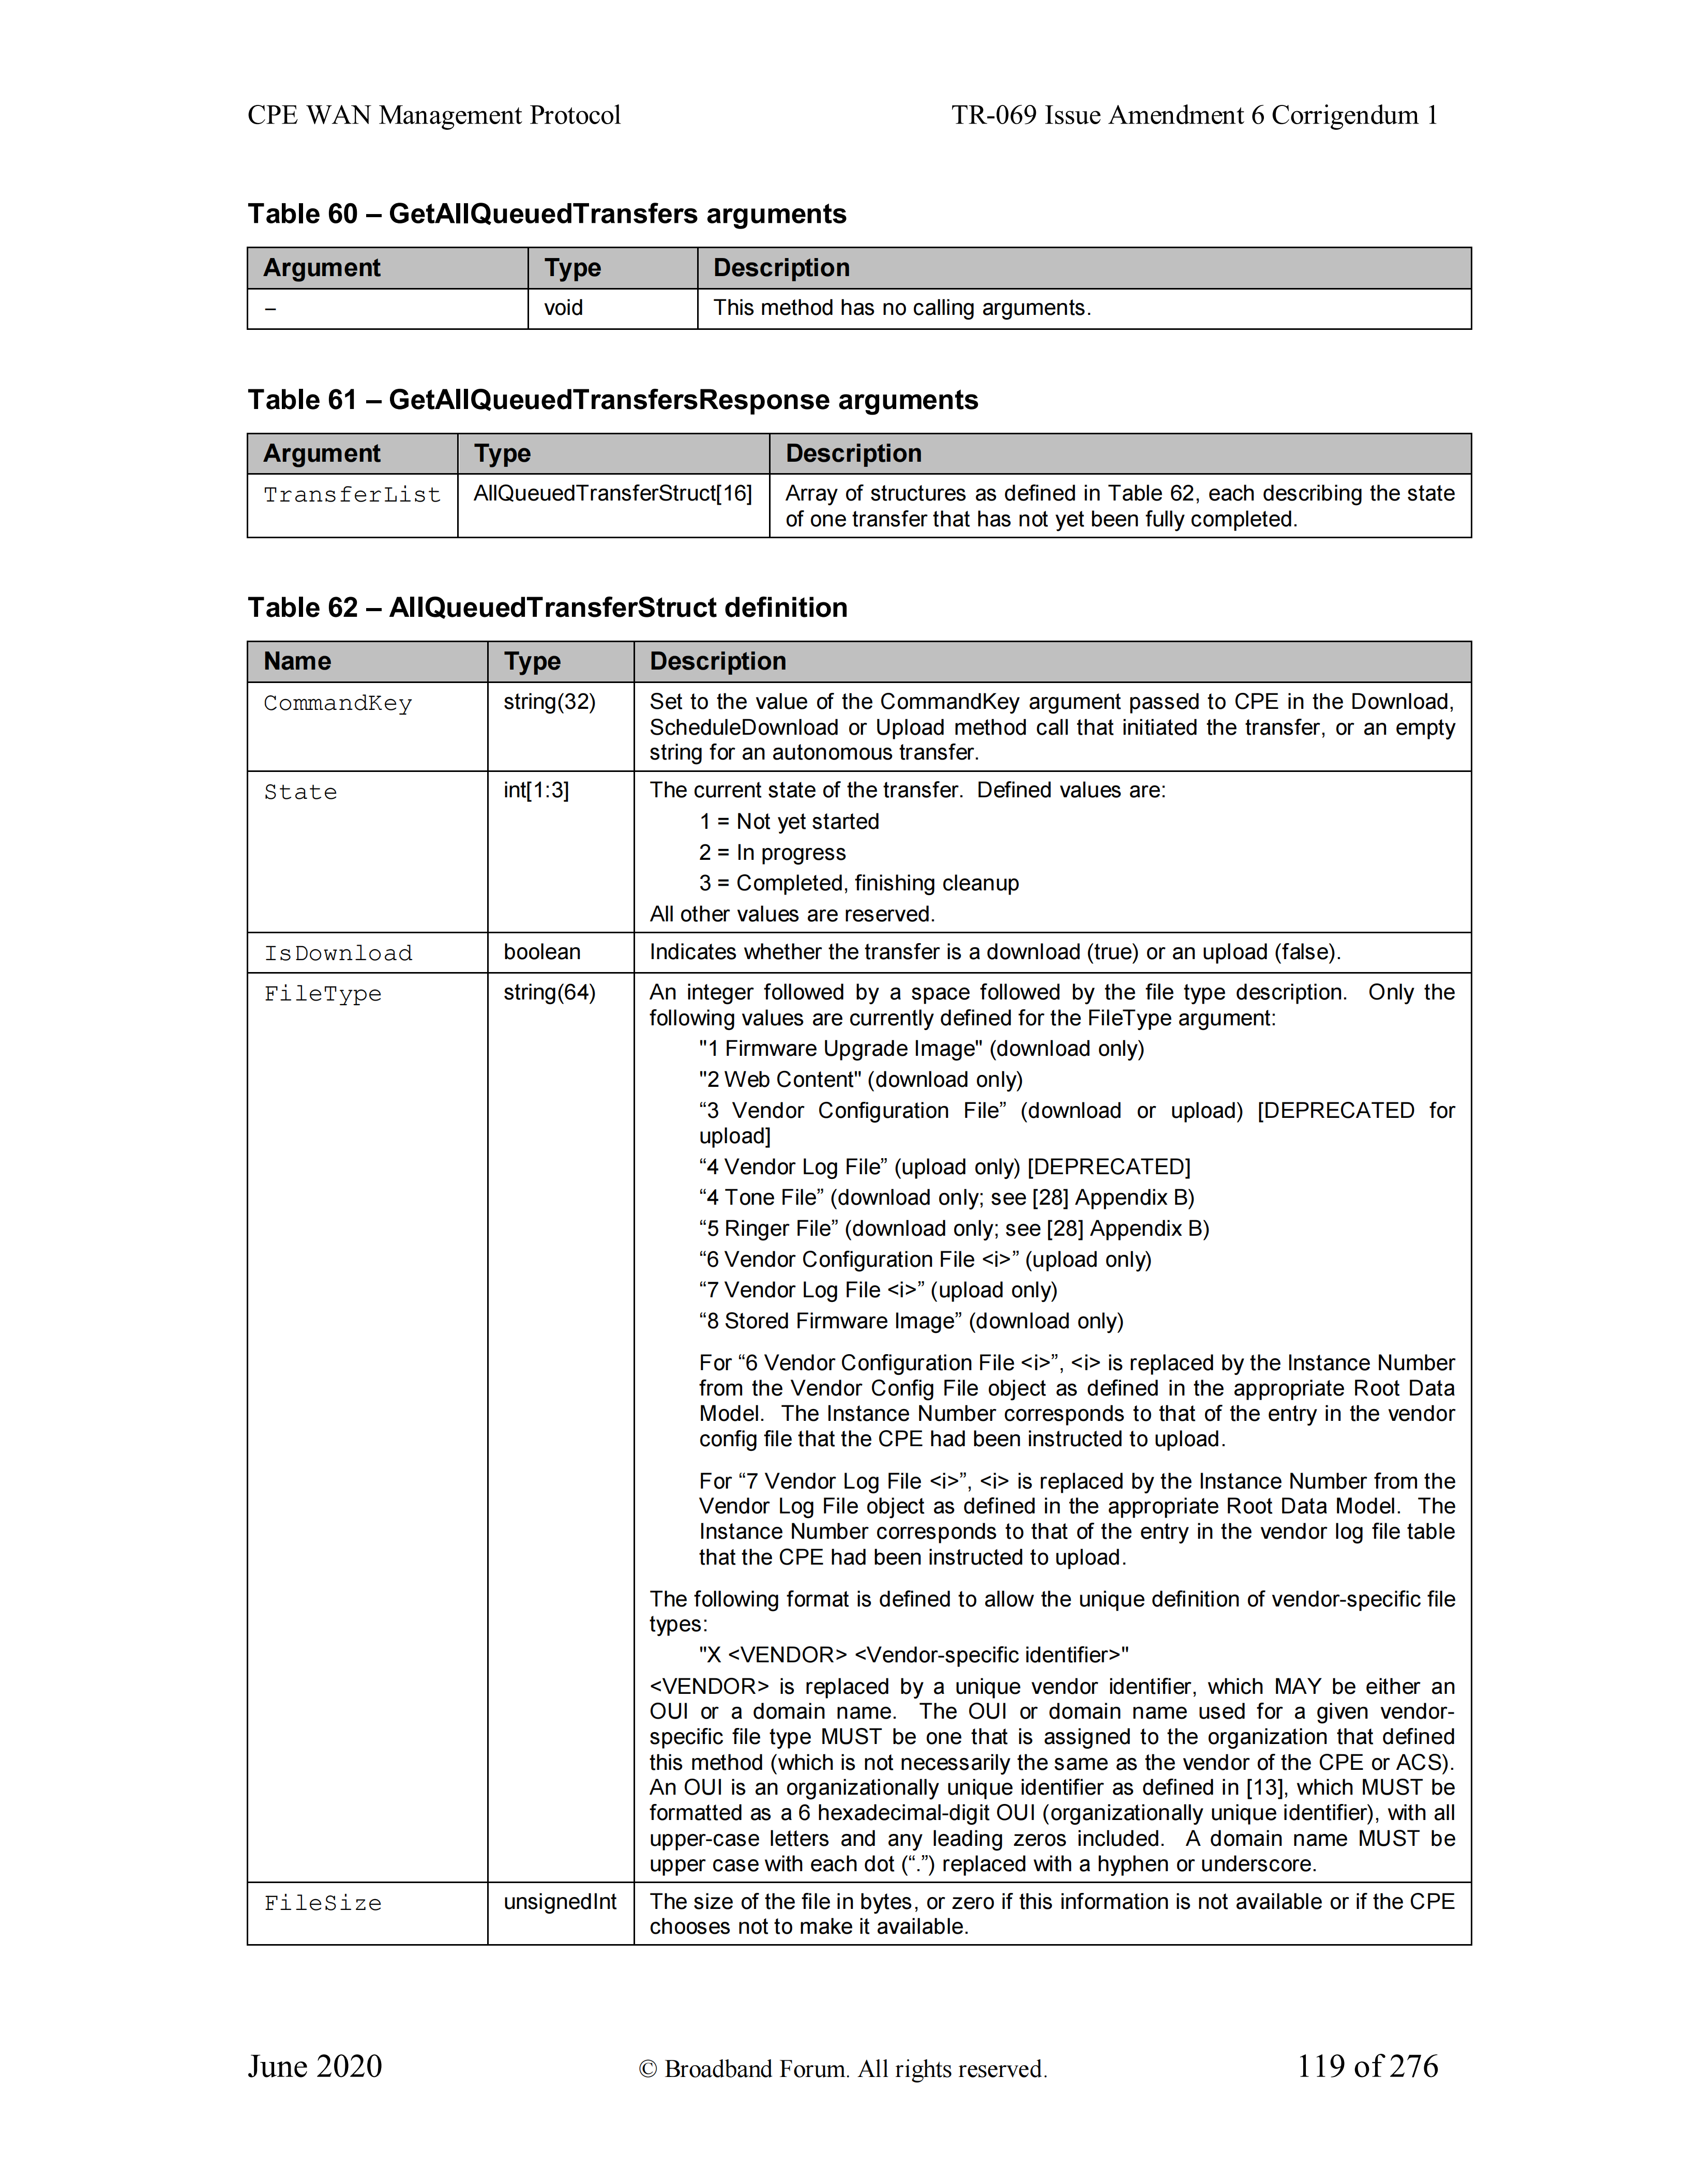 CPE WAN Management Protocol TR-069 Issue Amendment 6 Corrigendum 1
Table 60 – GetAllQueuedTransfers arguments
Argument Type Description
– void This method has no calling arguments.
Table 61 – GetAllQueuedTransfersResponse arguments
Argument Type Description
TransferList AllQueuedTransferStruct[16] Array of structures as defined in Table 62, each describing the state
of one transfer that has not yet been fully completed.
Table 62 – AllQueuedTransferStruct definition
Name Type Description
CommandKey string(32) Set to the value of the CommandKey argument passed to CPE in the Download,
ScheduleDownload or Upload method call that initiated the transfer, or an empty
string for an autonomous transfer.
State int[1:3] The current state of the transfer. Defined values are:
1 = Not yet started
2 = In progress
3 = Completed, finishing cleanup
All other values are reserved.
IsDownload boolean Indicates whether the transfer is a download (true) or an upload (false).
FileType string(64) An integer followed by a space followed by the file type description. Only the
following values are currently defined for the FileType argument:
"1 Firmware Upgrade Image" (download only)
"2 Web Content" (download only)
“3 Vendor Configuration File” (download or upload) [DEPRECATED for
upload]
“4 Vendor Log File” (upload only) [DEPRECATED]
“4 Tone File” (download only; see [28] Appendix B)
“5 Ringer File” (download only; see [28] Appendix B)
“6 Vendor Configuration File <i>” (upload only)
“7 Vendor Log File <i>” (upload only)
“8 Stored Firmware Image” (download only)
For “6 Vendor Configuration File <i>”, <i> is replaced by the Instance Number
from the Vendor Config File object as defined in the appropriate Root Data
Model. The Instance Number corresponds to that of the entry in the vendor
config file that the CPE had been instructed to upload.
For “7 Vendor Log File <i>”, <i> is replaced by the Instance Number from the
Vendor Log File object as defined in the appropriate Root Data Model. The
Instance Number corresponds to that of the entry in the vendor log file table
that the CPE had been instructed to upload.
The following format is defined to allow the unique definition of vendor-specific file
types:
"X <VENDOR> <Vendor-specific identifier>"
<VENDOR> is replaced by a unique vendor identifier, which MAY be either an
OUI or a domain name. The OUI or domain name used for a given vendor-
specific file type MUST be one that is assigned to the organization that defined
this method (which is not necessarily the same as the vendor of the CPE or ACS).
An OUI is an organizationally unique identifier as defined in [13], which MUST be
formatted as a 6 hexadecimal-digit OUI (organizationally unique identifier), with all
upper-case letters and any leading zeros included. A domain name MUST be
upper case with each dot (“.”) replaced with a hyphen or underscore.
FileSize unsignedInt The size of the file in bytes, or zero if this information is not available or if the CPE
chooses not to make it available.
June 2020 © Broadband Forum. All rights reserved. 119 of 276